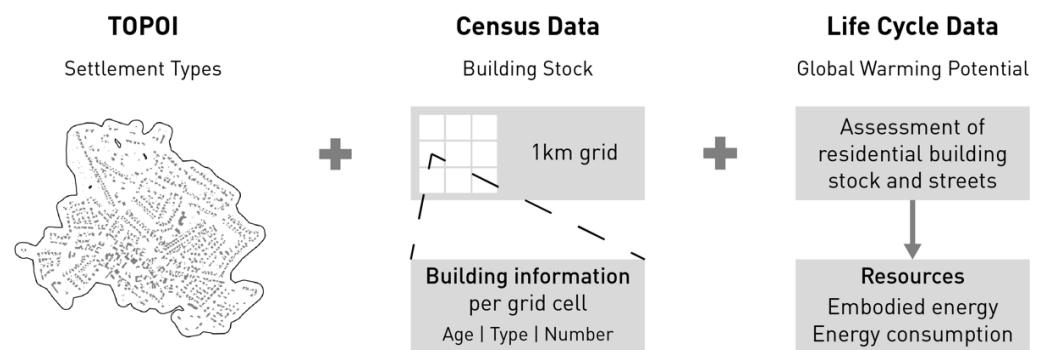 TOPOI
Settlement Types
Census Data
Building Stock
1km grid
Building information
per grid cell
Age | Type | Number
Life Cycle Data
Global Warming Potential
Assessment of
residential building
stock and streets
Resources
Embodied energy
Energy consumption